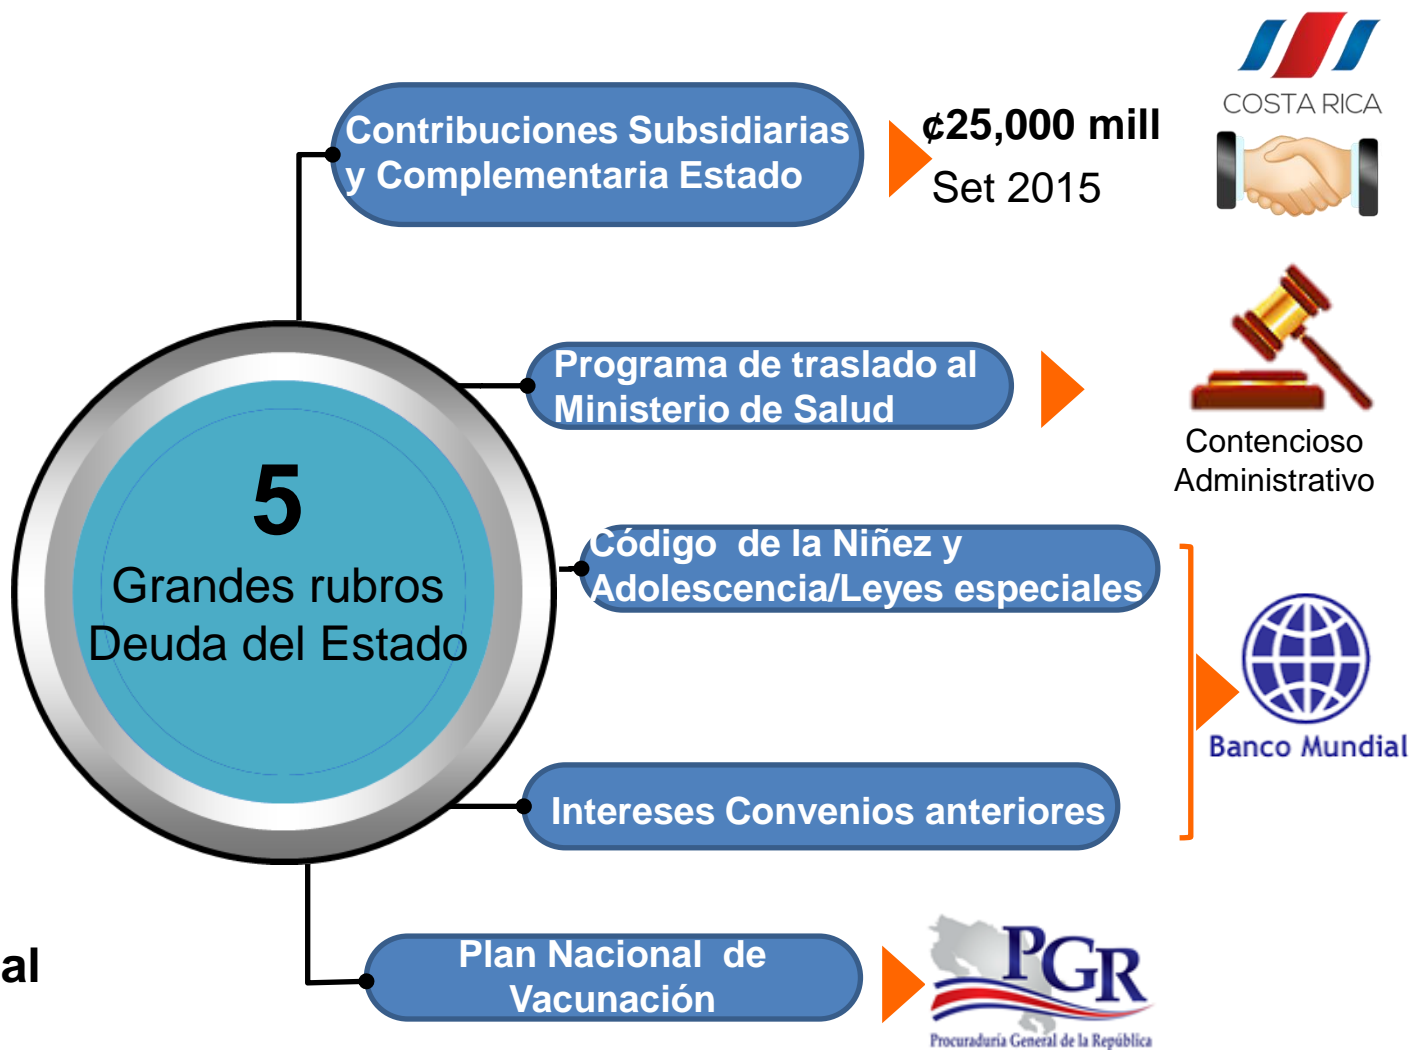 COSTA RICA
Contribuciones Subsidiarias
y Complementaria Estado
¢25,000 mill
Set 2015
Programa de traslado al
Ministerio de Salud
Contencioso
Administrativo
5
Grandes rubros
Deuda del Estado
Código  de la Niñez y
Adolescencia/Leyes especiales
Banco Mundial
Intereses Convenios anteriores
al
Plan Nacional  de
Vacunación
PGR
Procuraduría General de la República